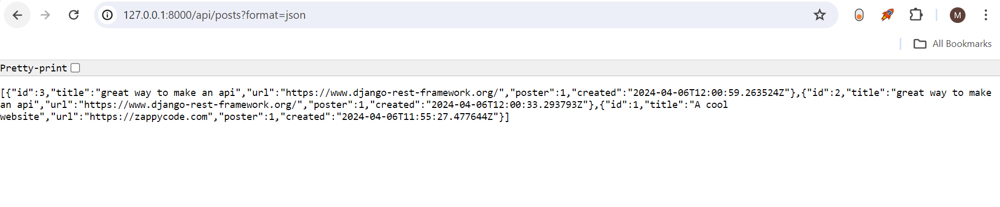 127.0.0.1:8000/api/posts?format=json
M
All Bookmarks
Pretty-print
[{"id":3,"title":"great way to make an api","url":"https://www.django-rest-framework.org/","poster":1,"created":"2024-04-06T12:00:59.263524Z"},{"id":2,"title":"great way to make
an api","url":"https://www.django-rest-framework.org/","poster":1,"created":"2024-04-06T12:00:33.293793Z"},{"id":1,"title":"A cool
website","url":"https://zappycode.com","poster":1,"created":"2024-04-06T11:55:27.477644Z"}]